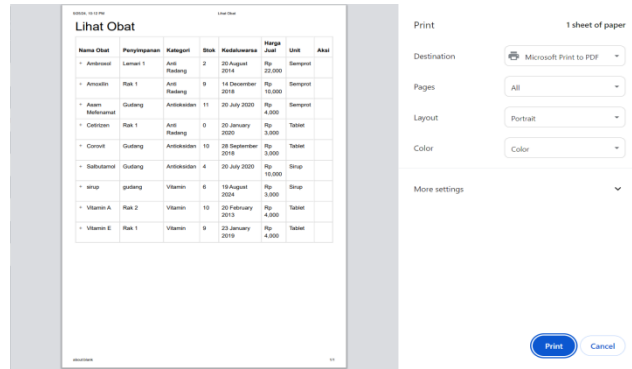 Lihat Obat
Lihat Obat
Nama Obat Penyimpanan Kategori Stok Kedaluwarsa Harga Jual Unit Aksi
+ Ambroxol Lemari 1 Anti Radang 2 20 August 2014 Rp 22,000 Semprot
+ Amoxilin Rak 1 Anti Radang 9 14 December 2018 Rp 10,000 Semprot
+ Asam Mefenamat Gudang Antioksidan 11 20 July 2020 Rp 4,000 Semprot
+ Cetirizen Rak 1 Anti Radang 0 20 January 2020 Rp 3,000 Tablet
+ Corovit Gudang Antioksidan 10 28 September 2018 Rp 3,000 Tablet
+ Salbutamol Gudang Antioksidan 4 20 July 2020 Rp 10,000 Sirup
+ sirup gudang Vitamin 6 19 August 2024 Rp 3,000 Sirup
+ Vitamin A Rak 2 Vitamin 10 20 February 2013 Rp 4,000 Tablet
+ Vitamin E Rak 1 Vitamin 9 23 January 2019 Rp 4,000 Tablet
1/1
Print 1 sheet of paper
Destination Microsoft Print to PDF
Pages All
Layout Portrait
Color Color
More settings
Print Cancel